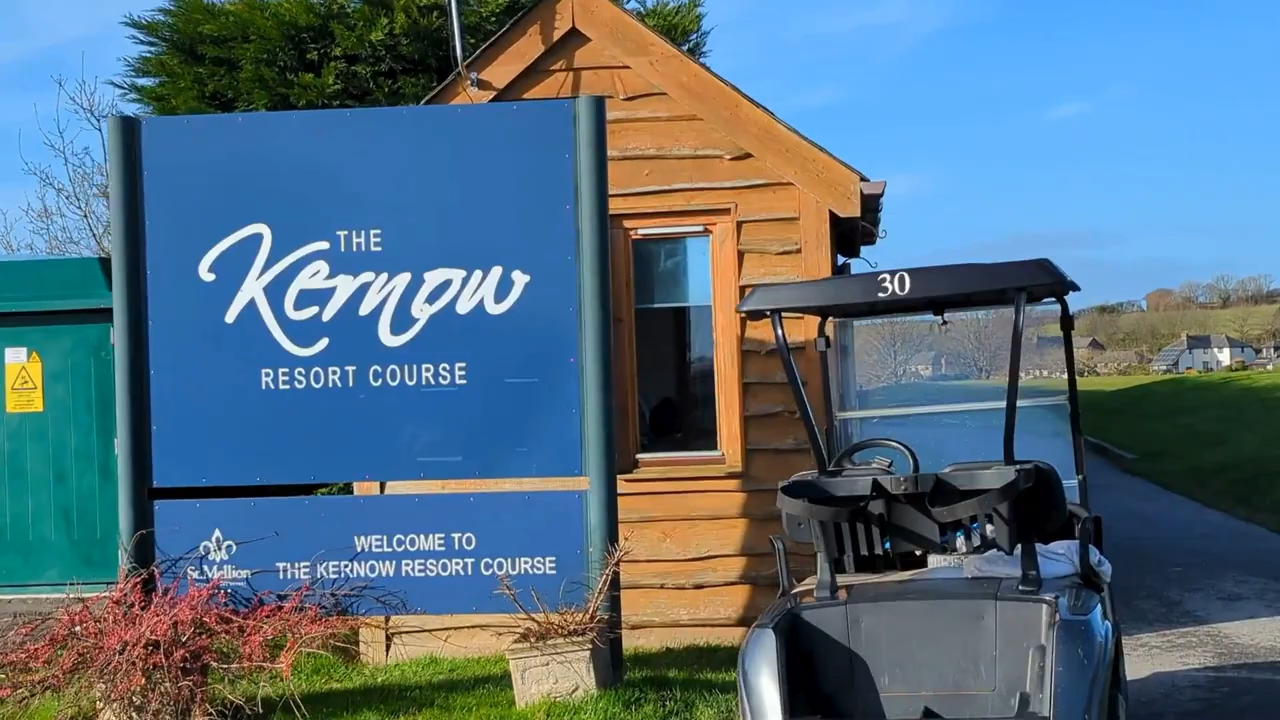 THE
Kernow
RESORT COURSE
St. Mellion
WELCOME TO
THE KERNOW RESORT COURSE
30